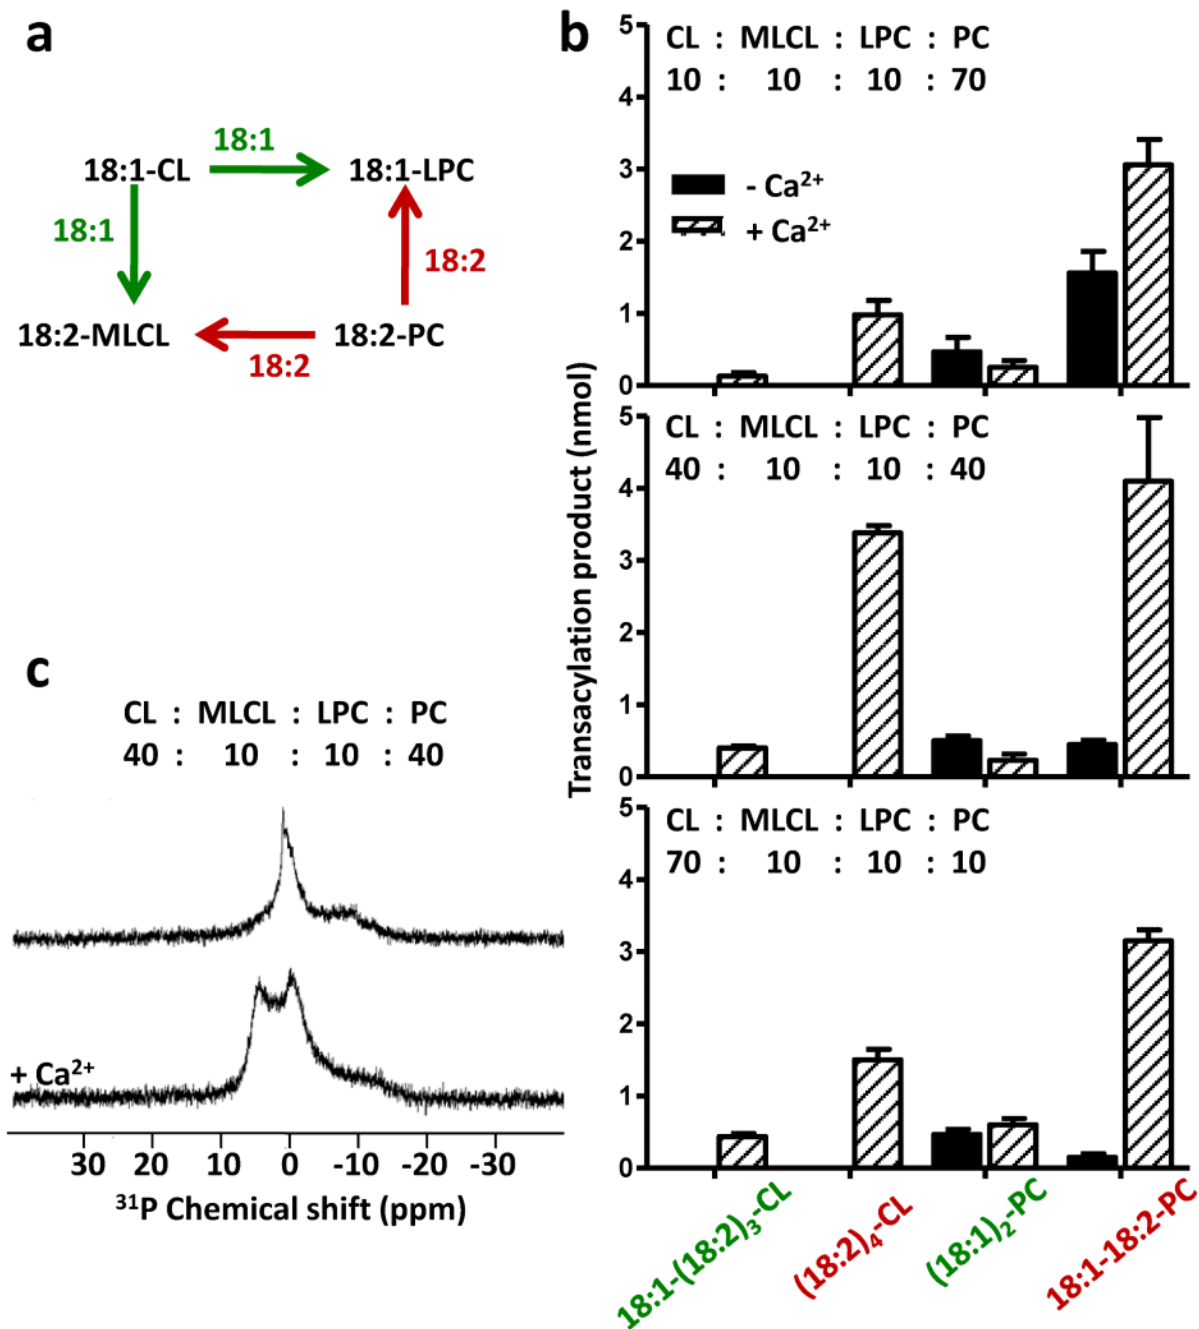 a
18:1
18:1-CL
18:1-LPC
18:1
18:2
18:2-MLCL
18:2-PC
18:2
b
Transacylation product (nmol)
5
4
3
2
1
0
CL : MLCL : LPC : PC
10 : 10 : 10 : 70
- Ca²⁺
+ Ca²⁺
5
4
3
2
1
0
CL : MLCL : LPC : PC
40 : 10 : 10 : 40
5
4
3
2
1
0
CL : MLCL : LPC : PC
70 : 10 : 10 : 10
18:1-(18:2)₃-CL
(18:2)₄-CL
(18:1)₂-PC
18:1-18:2-PC
c
CL : MLCL : LPC : PC
40 : 10 : 10 : 40
+ Ca²⁺
30 20 10 0 -10 -20 -30
³¹P Chemical shift (ppm)